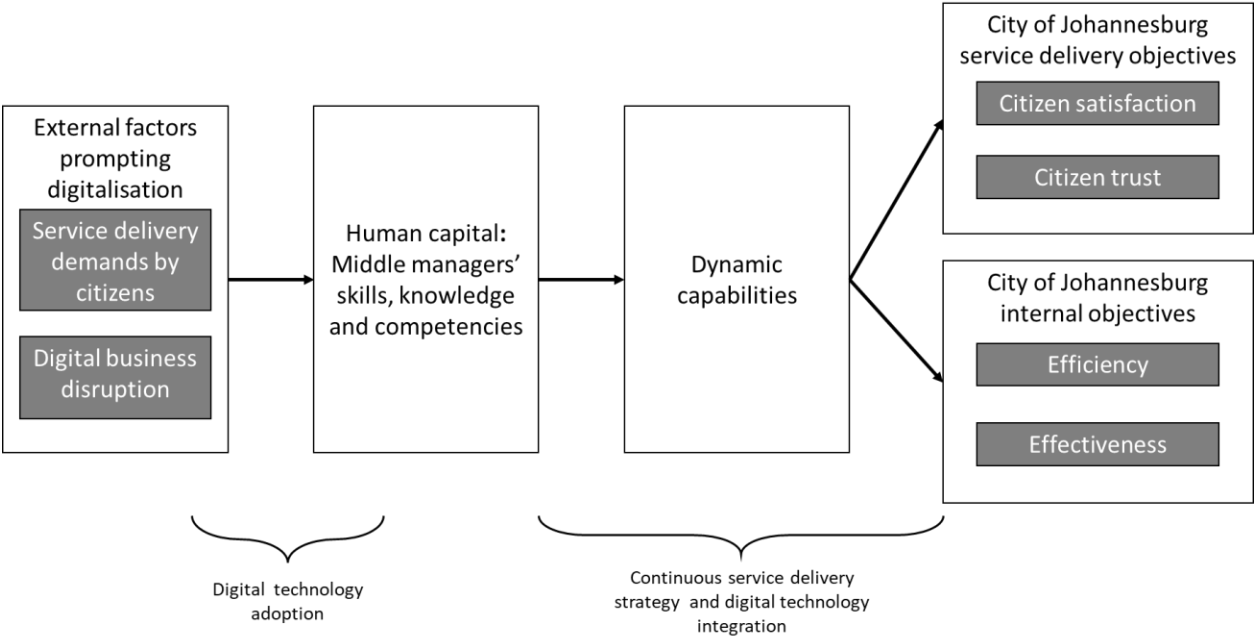 External factors
prompting
digitalisation
Service delivery
demands by
citizens
Digital business
disruption
Human capital:
Middle managers’
skills, knowledge
and competencies
Dynamic
capabilities
City of Johannesburg
service delivery objectives
Citizen satisfaction
Citizen trust
City of Johannesburg
internal objectives
Efficiency
Effectiveness
Digital technology
adoption
Continuous service delivery
strategy and digital technology
integration